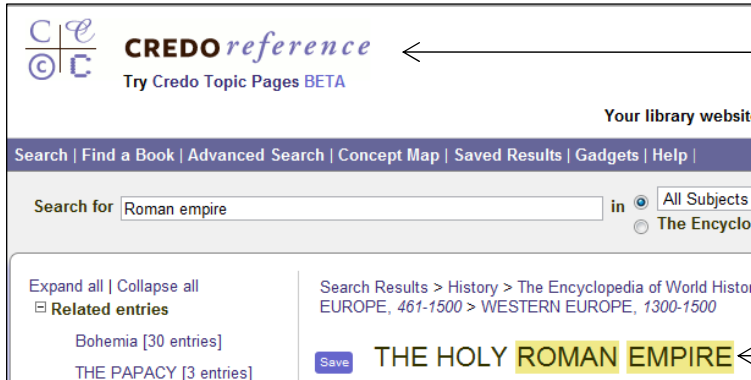 C C
© C
CREDO reference
Try Credo Topic Pages BETA
Your library websit
Search | Find a Book | Advanced Search | Concept Map | Saved Results | Gadgets | Help |
Search for Roman empire in All Subjects
The Encyclo
Expand all | Collapse all
Related entries
Bohemia [30 entries]
THE PAPACY [3 entries]
Search Results > History > The Encyclopedia of World Histor
EUROPE, 461-1500 > WESTERN EUROPE, 1300-1500
Save THE HOLY ROMAN EMPIRE